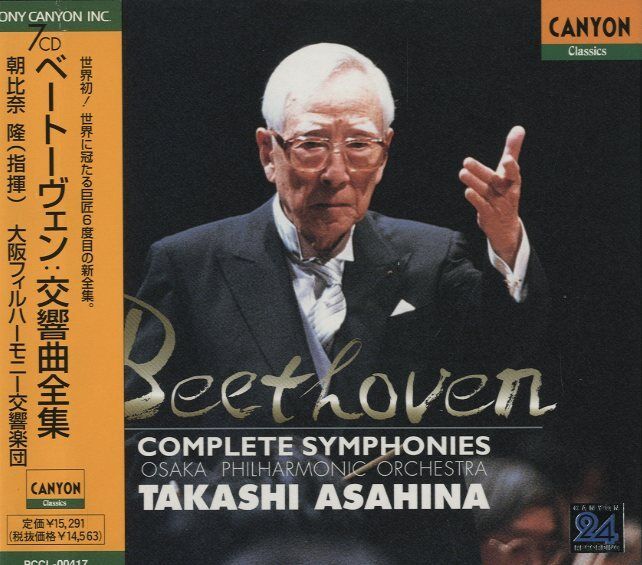 PONY CANYON INC.
7CD
ベートーヴェン:交響曲全集
朝比奈 隆(指揮) 大阪フィルハーモニー交響楽団
世界初! 世界に冠たる巨匠6度目の新全集。
CANYON
Classics
定価¥15,291
(税抜価格¥14,563)
PCCL-00417
CANYON
Classics
Beethoven
COMPLETE SYMPHONIES
OSAKA PHILHARMONIC ORCHESTRA
TAKASHI ASAHINA
24